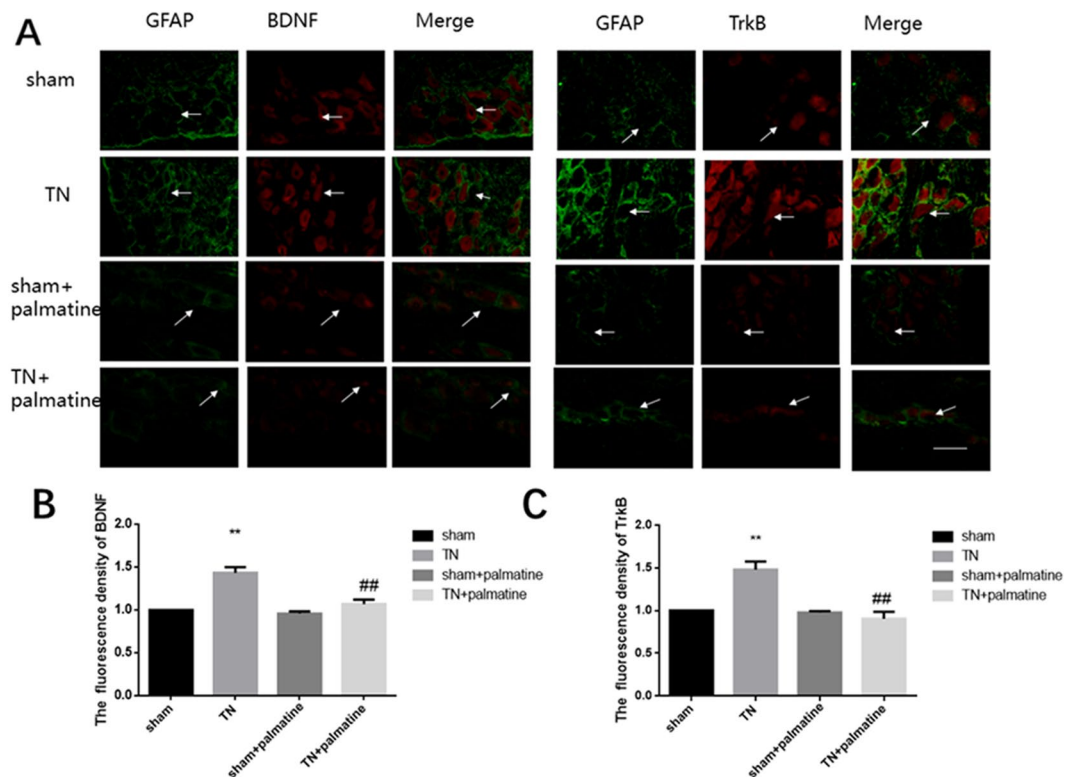 A
GFAP BDNF Merge GFAP TrkB Merge
sham
TN
sham+
palmatine
TN+
palmatine
B
The fluorescence density of BDNF
2.0
1.5
1.0
0.5
0.0
**
##
sham
TN
sham+palmatine
TN+palmatine
sham
TN
sham+palmatine
TN+palmatine
C
The fluorescence density of TrkB
2.0
1.5
1.0
0.5
0.0
**
##
sham
TN
sham+palmatine
TN+palmatine
sham
TN
sham+palmatine
TN+palmatine